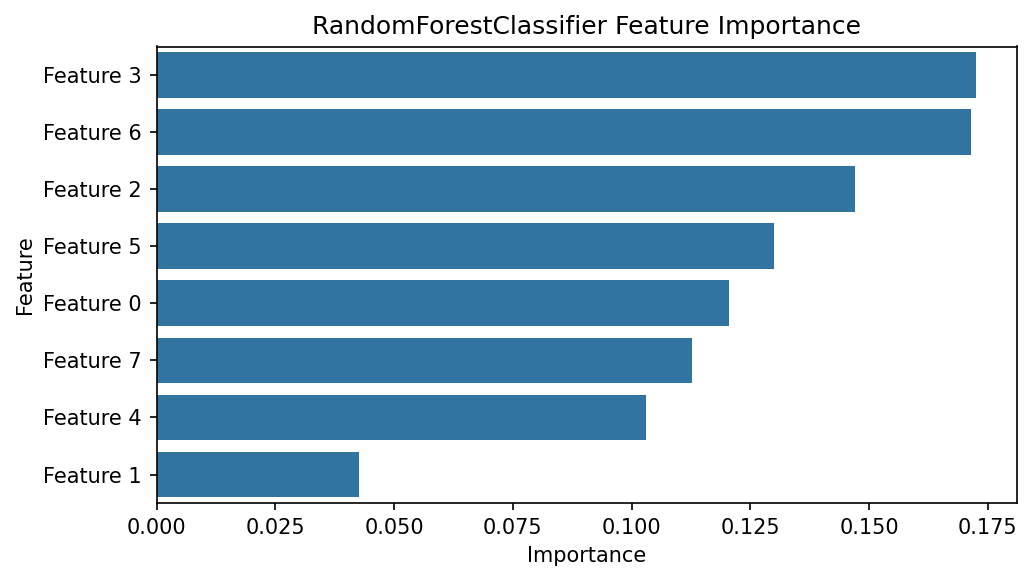 RandomForestClassifier Feature Importance
Feature
Feature 3
Feature 6
Feature 2
Feature 5
Feature 0
Feature 7
Feature 4
Feature 1
0.000 0.025 0.050 0.075 0.100 0.125 0.150 0.175
Importance